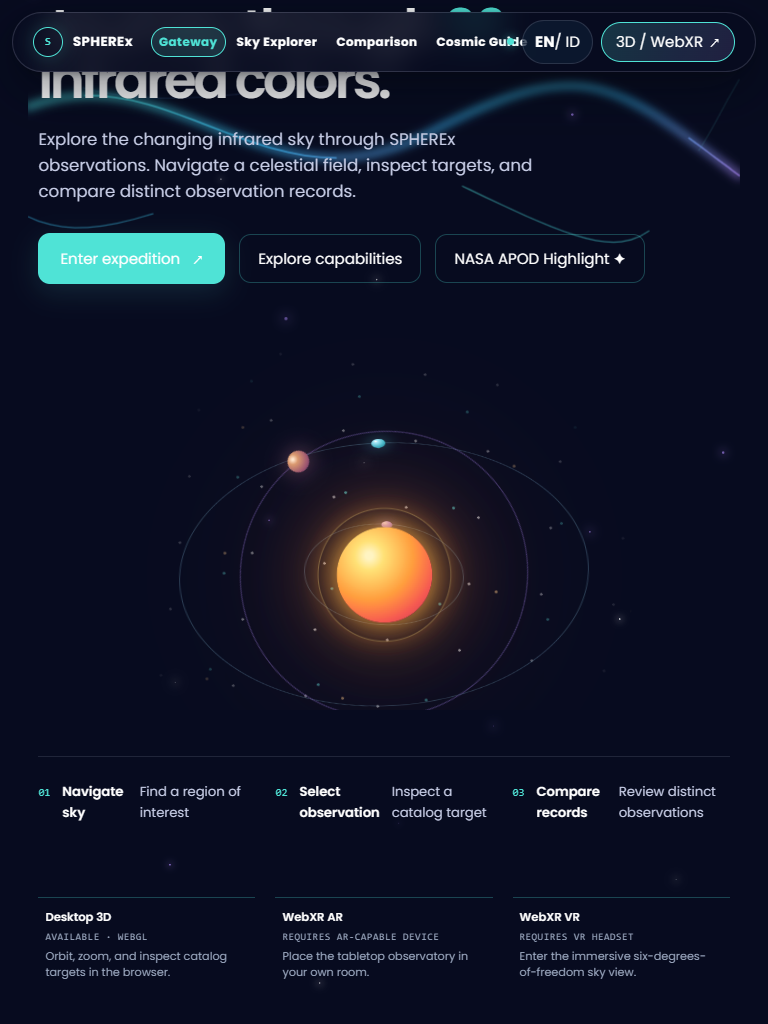 S SPHEREx Gateway Sky Explorer Comparison Cosmic Guide EN / ID 3D / WebXR ↗
infrared colors.
Explore the changing infrared sky through SPHEREx
observations. Navigate a celestial field, inspect targets, and
compare distinct observation records.
Enter expedition ↗
Explore capabilities
NASA APOD Highlight ✦
01 Navigate sky
Find a region of interest
02 Select observation
Inspect a catalog target
03 Compare records
Review distinct observations
Desktop 3D
AVAILABLE · WEBGL
Orbit, zoom, and inspect catalog
targets in the browser.
WebXR AR
REQUIRES AR-CAPABLE DEVICE
Place the tabletop observatory in
your own room.
WebXR VR
REQUIRES VR HEADSET
Enter the immersive six-degrees-
of-freedom sky view.